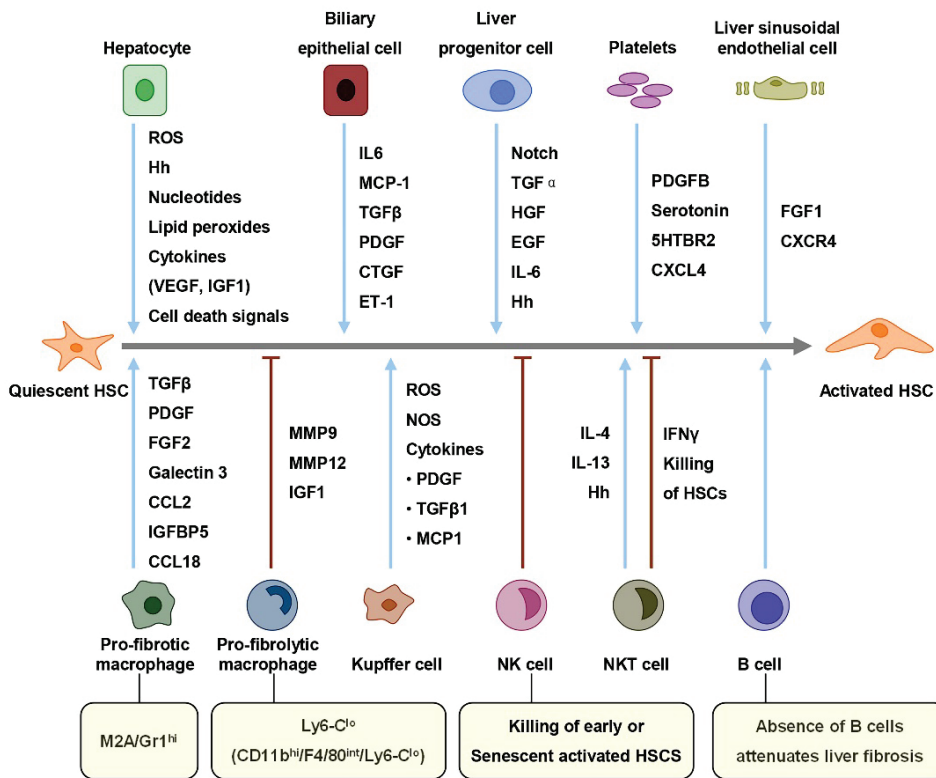 Hepatocyte
Biliary
epithelial cell
Liver
progenitor cell
Platelets
Liver sinusoidal
endothelial cell
ROS
Hh
Nucleotides
Lipid peroxides
Cytokines
(VEGF, IGF1)
Cell death signals
IL6
MCP-1
TGFβ
PDGF
CTGF
ET-1
Notch
TGF α
HGF
EGF
IL-6
Hh
PDGFB
Serotonin
5HTBR2
CXCL4
FGF1
CXCR4
Quiescent HSC
Activated HSC
TGFβ
PDGF
FGF2
Galectin 3
CCL2
IGFBP5
CCL18
MMP9
MMP12
IGF1
ROS
NOS
Cytokines
• PDGF
• TGFβ1
• MCP1
IL-4
IL-13
Hh
IFNγ
Killing
of HSCs
Pro-fibrotic
macrophage
Pro-fibrolytic
macrophage
Kupffer cell
NK cell
NKT cell
B cell
M2A/Gr1ʰⁱ
Ly6-Cˡᵒ
(CD11bʰⁱ/F4/80ⁱⁿᵗ/Ly6-Cˡᵒ)
Killing of early or
Senescent activated HSCS
Absence of B cells
attenuates liver fibrosis